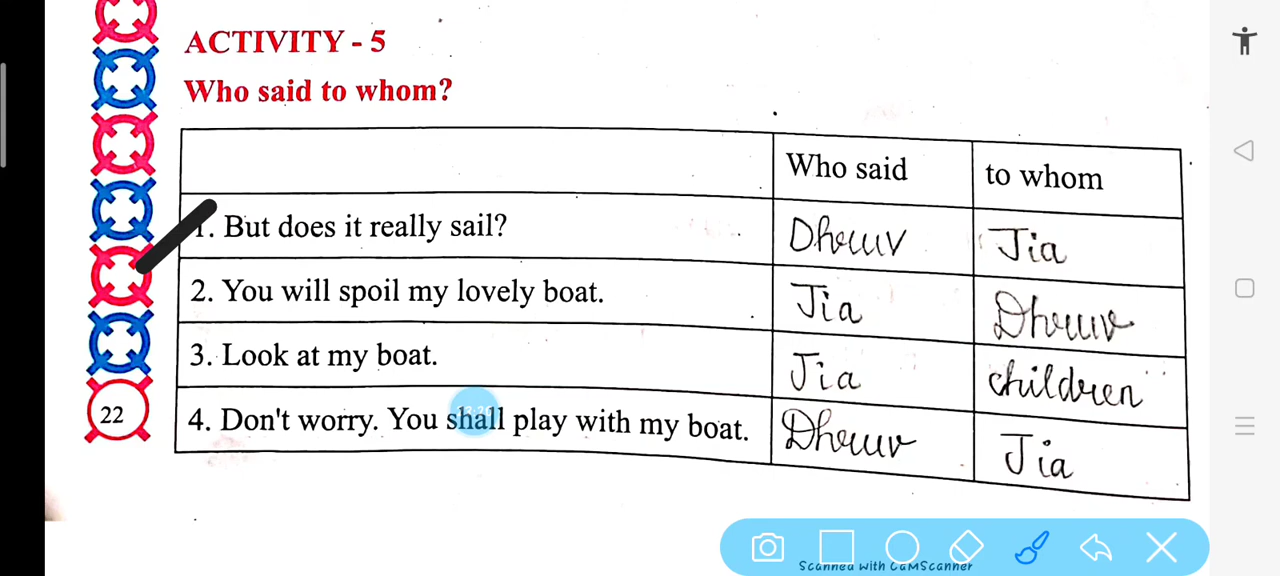 ACTIVITY - 5
Who said to whom?
Who said to whom
1. But does it really sail? Dhruv Jia
2. You will spoil my lovely boat. Jia Dhruv
3. Look at my boat. Jia children
4. Don't worry. You shall play with my boat. Dhruv Jia
22
Scanned with CamScanner